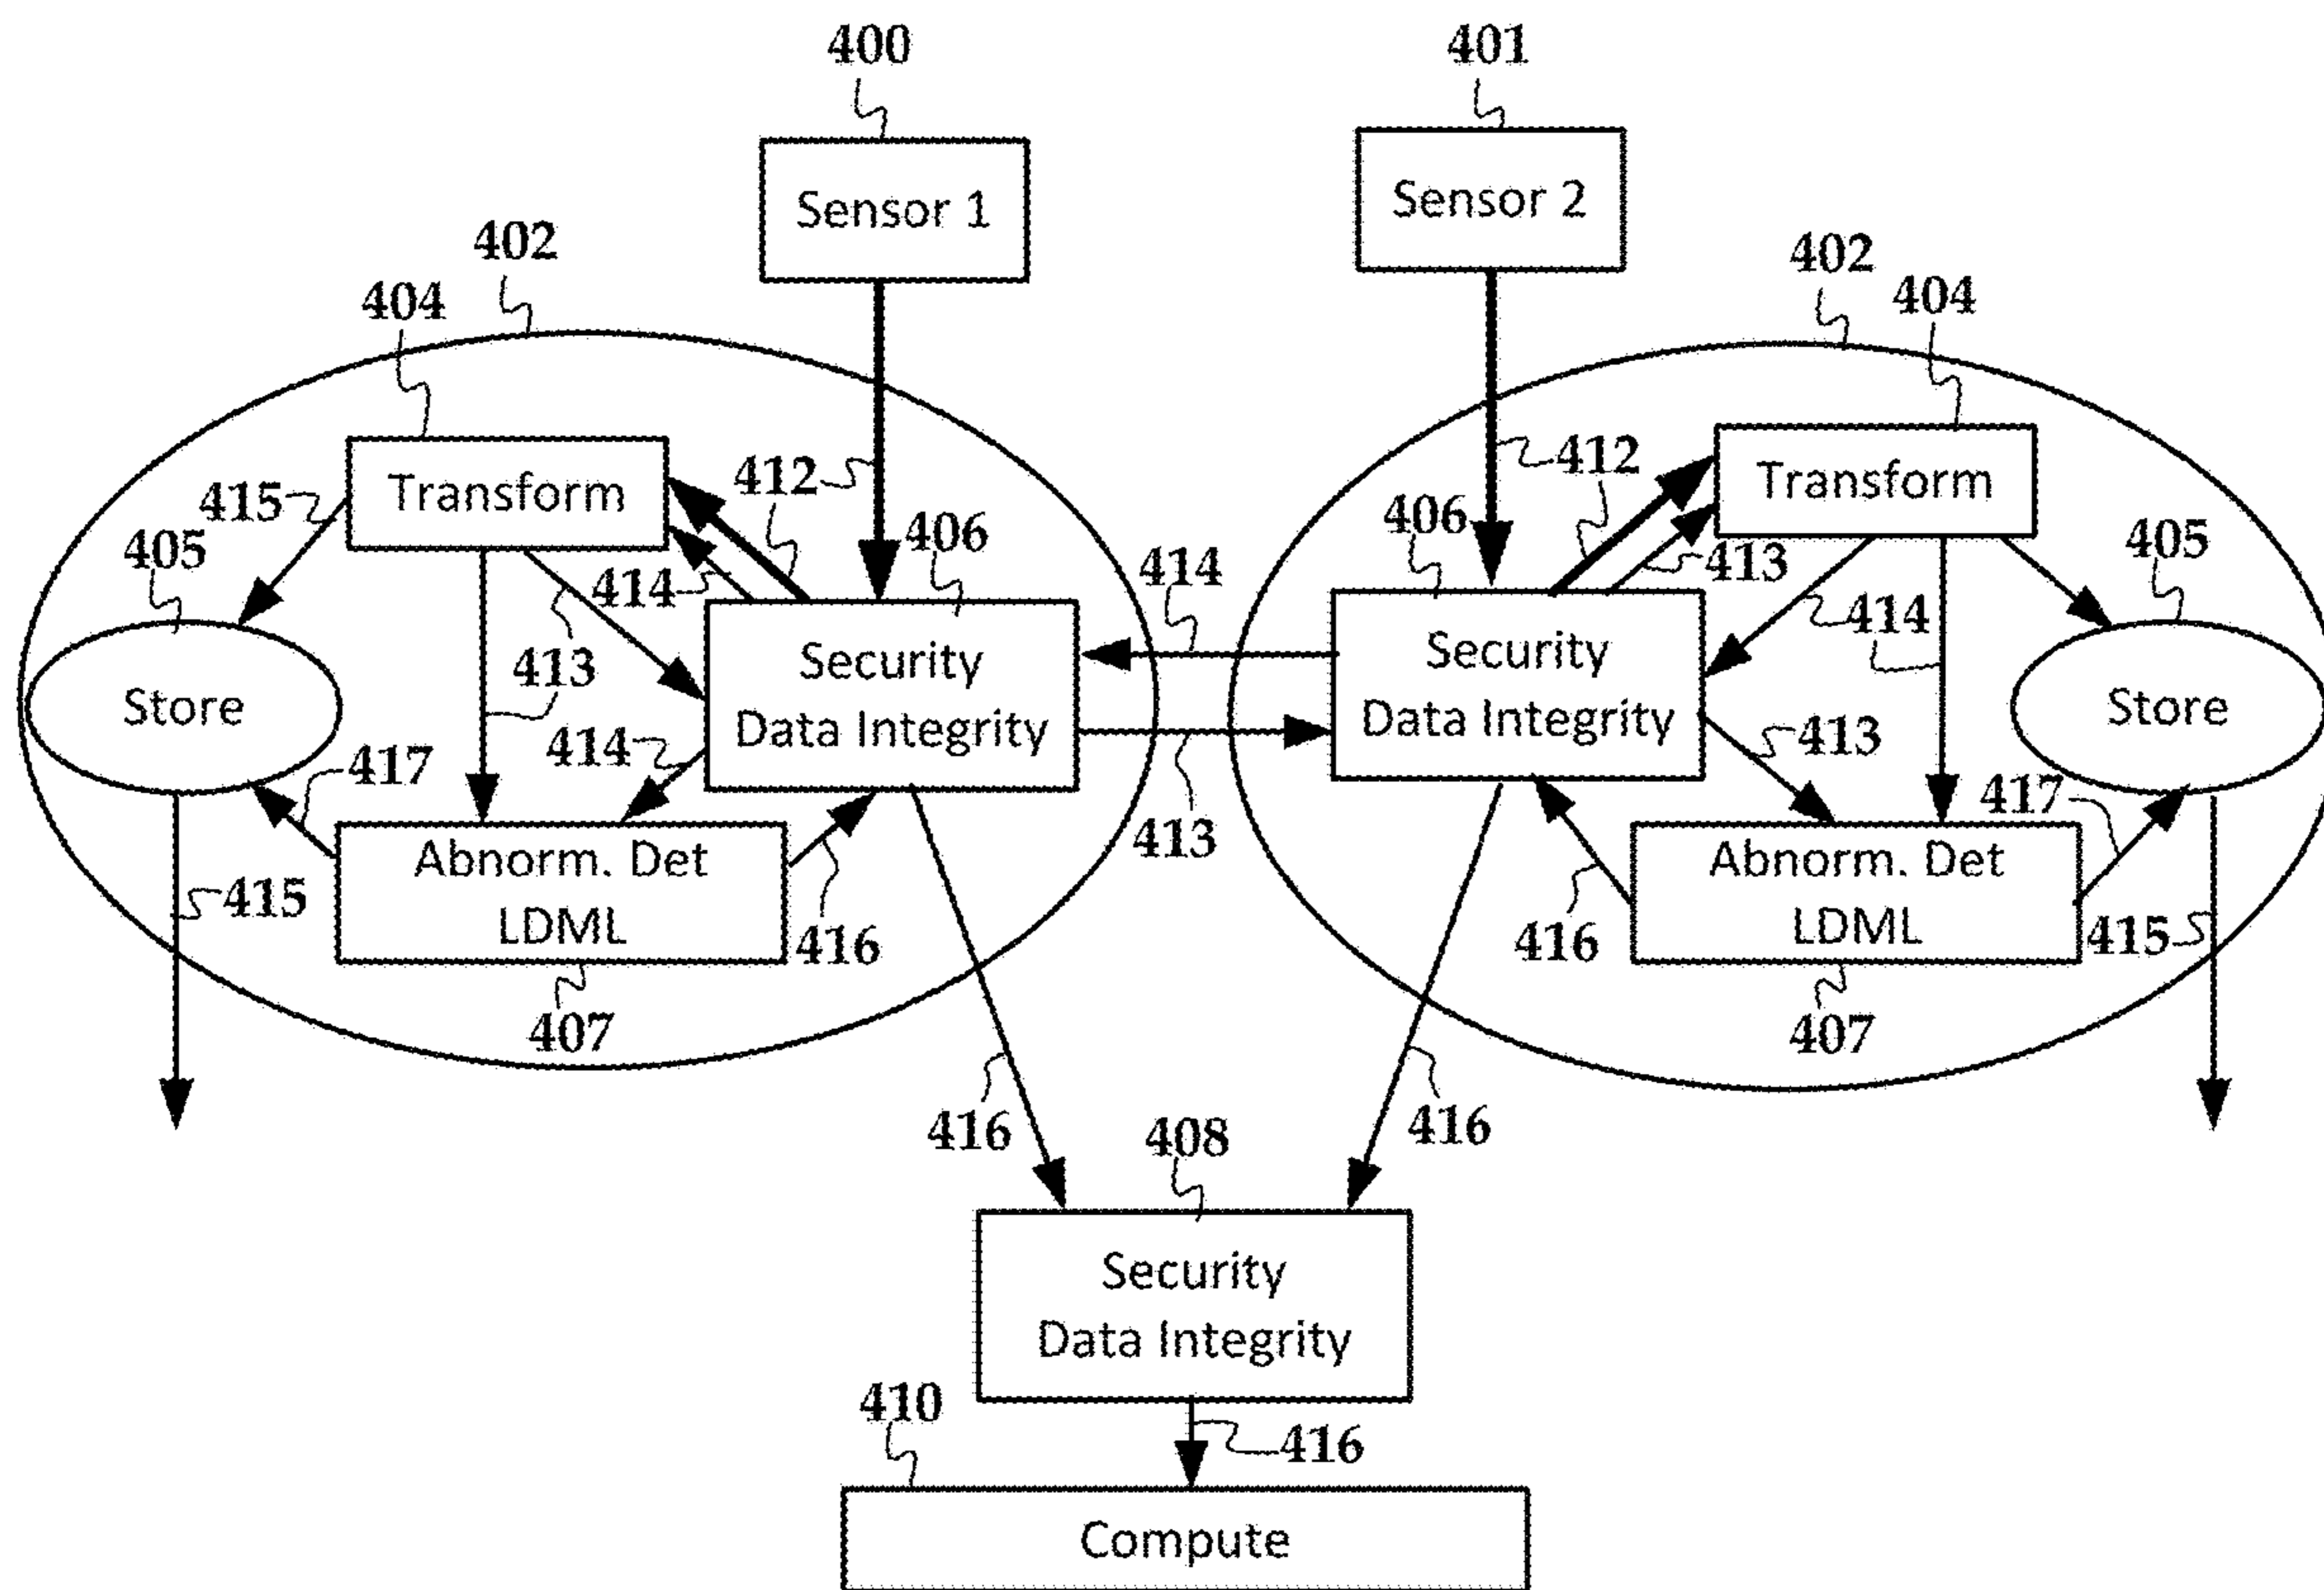 400
401
Sensor 1
Sensor 2
402
402
404
404
412
412
Transform
Transform
415
406
406
405
405
414
414
413
414
413
Security
Data Integrity
Security
Data Integrity
Store
Store
414
413
417
413
417
Abnorm. Det
LDML
Abnorm. Det
LDML
415
416
416
415
407
407
416
416
408
Security
Data Integrity
410
416
Compute